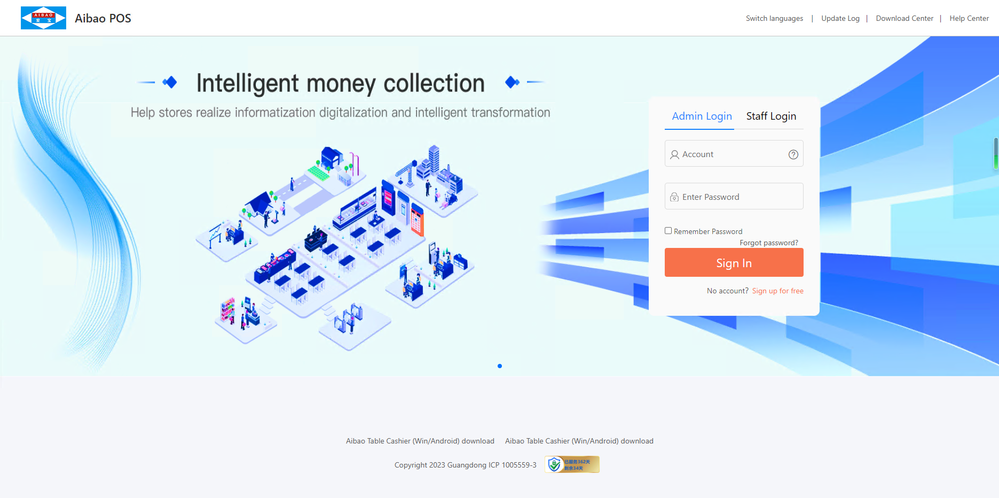 AIBAO
爱 宝
Aibao POS
Switch languages | Update Log | Download Center | Help Center
Intelligent money collection
Help stores realize informatization digitalization and intelligent transformation
Admin Login Staff Login
Account
Enter Password
Remember Password
Forgot password?
Sign In
No account? Sign up for free
Aibao Table Cashier (Win/Android) download Aibao Table Cashier (Win/Android) download
Copyright 2023 Guangdong ICP 1005559-3
已服务362天
剩余34天